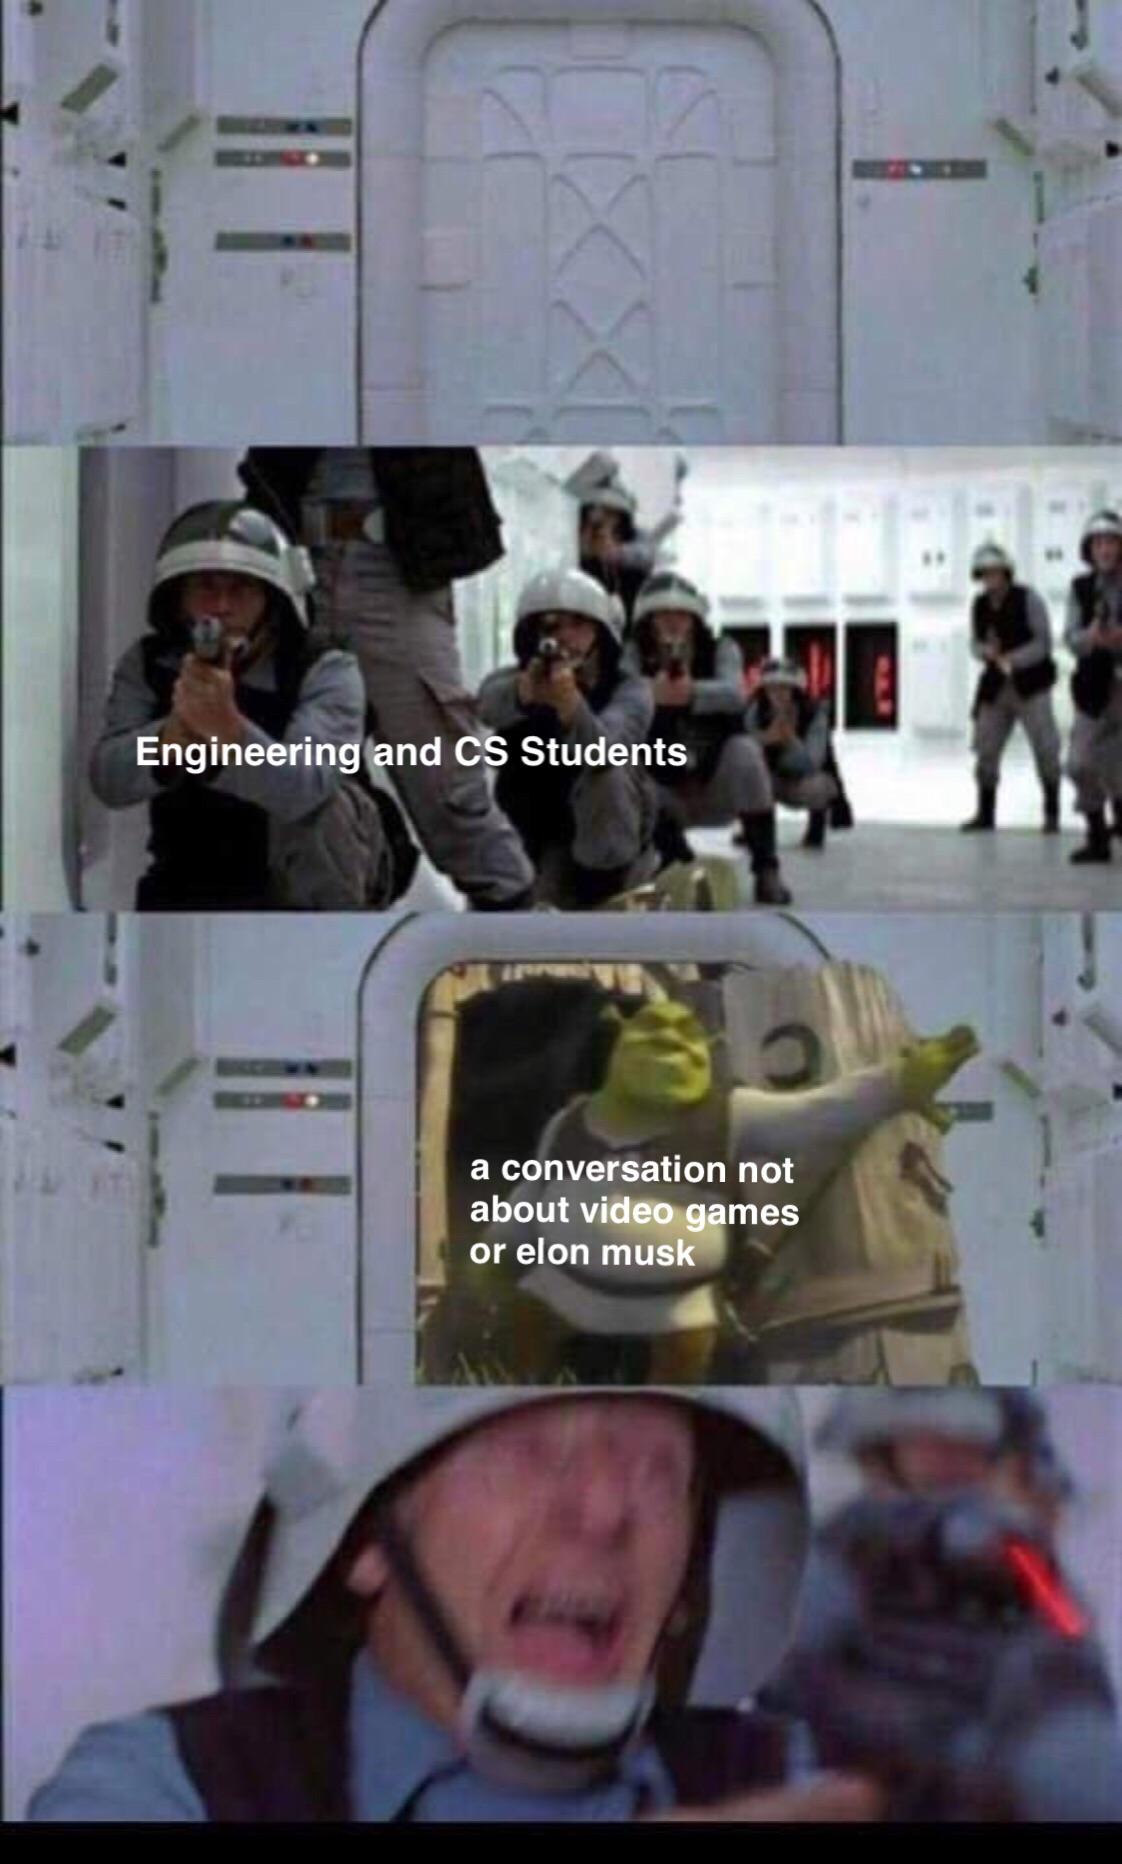 Engineering and CS Students
a conversation not
about video games
or elon musk